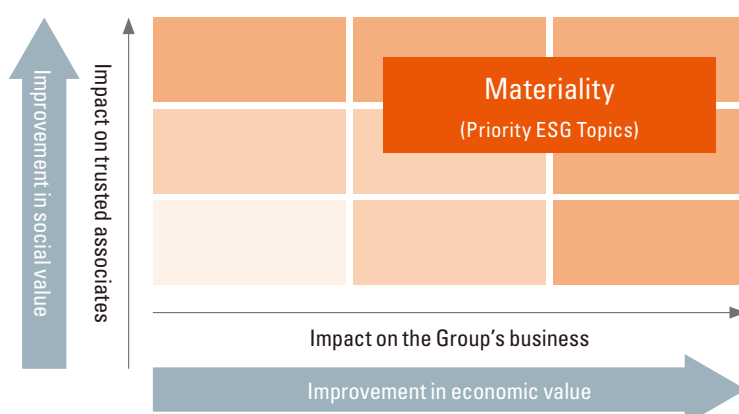 Improvement in social value
Impact on trusted associates
Materiality
(Priority ESG Topics)
Impact on the Group's business
Improvement in economic value